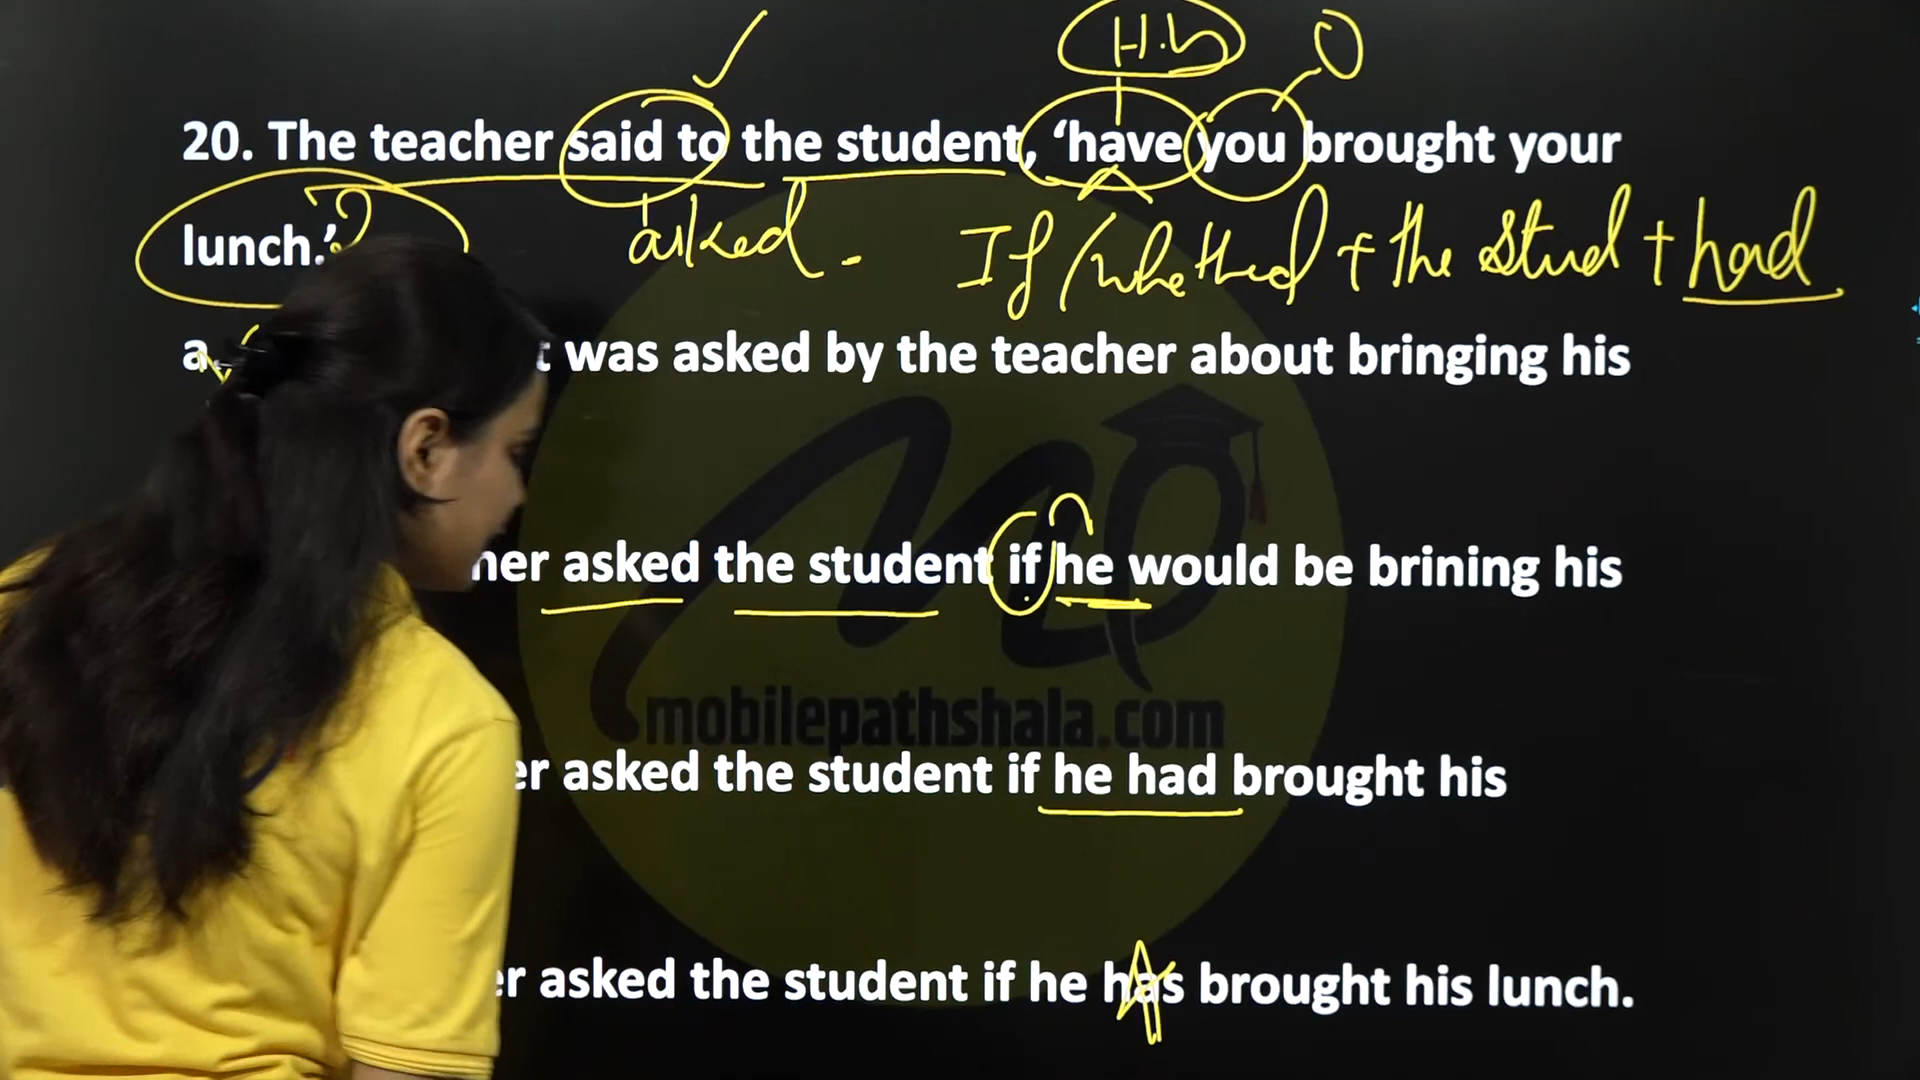 H.V
O
20. The teacher said to the student, ‘have you brought your
lunch.’?
asked. If / whether + the stud + had
a. t was asked by the teacher about bringing his
her asked the student if he would be brining his
er asked the student if he had brought his
er asked the student if he has brought his lunch.
mobilepathshala.com